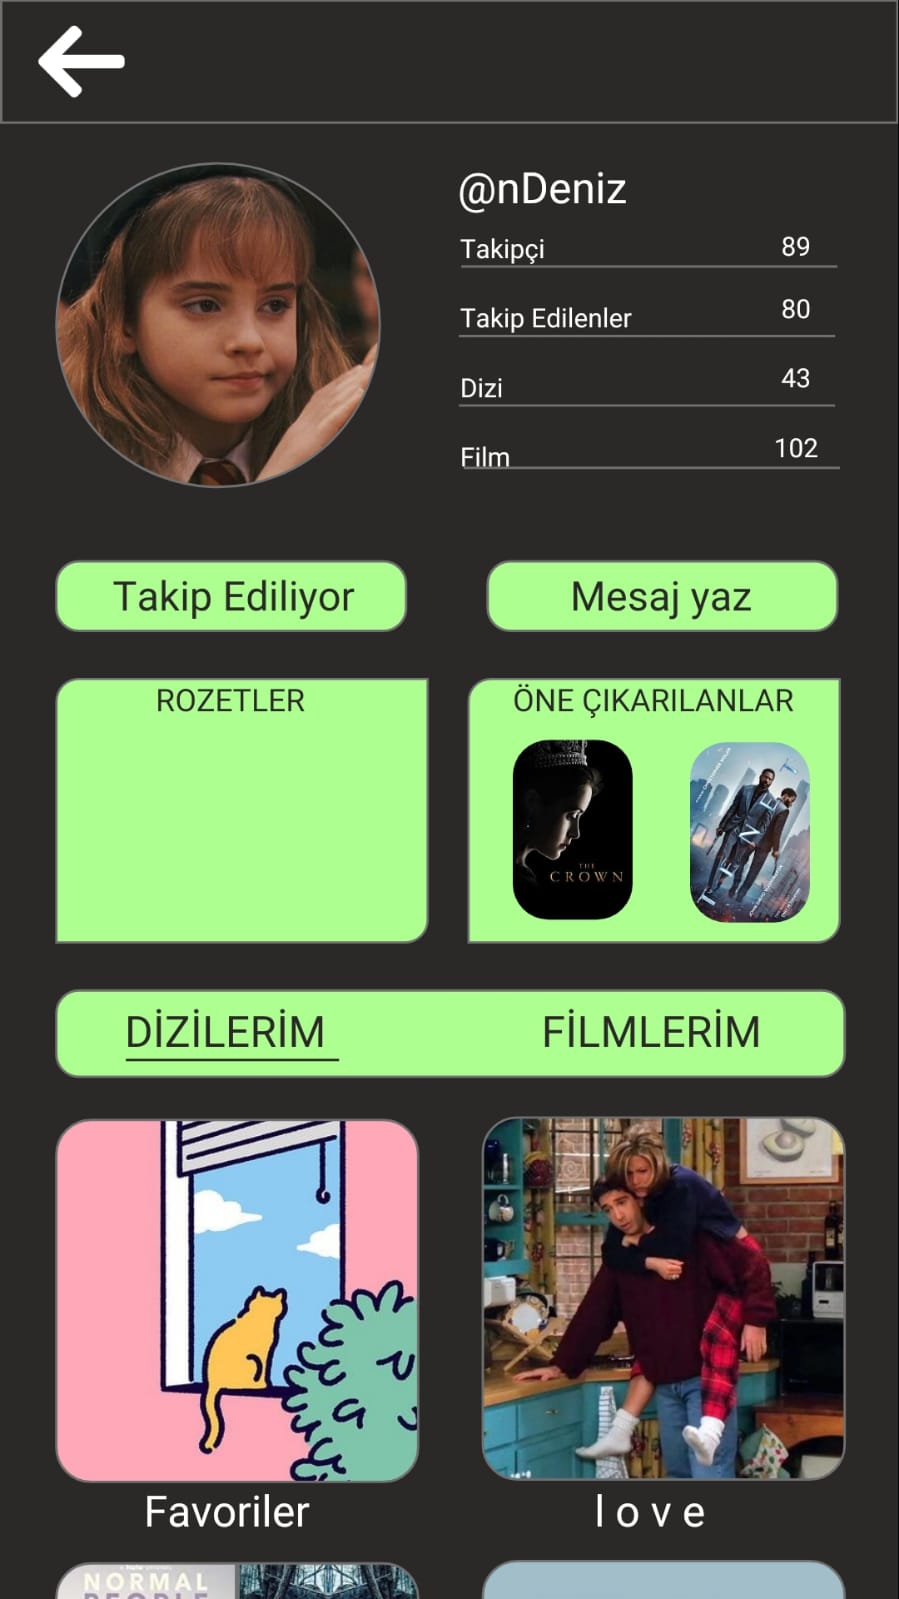 @nDeniz
Takipçi 89
Takip Edilenler 80
Dizi 43
Film 102
Takip Ediliyor
Mesaj yaz
ROZETLER
ÖNE ÇIKARILANLAR
THE
CROWN
TENET
DİZİLERİM
FİLMLERİM
Favoriler
l o v e
NORMAL
PEOPLE